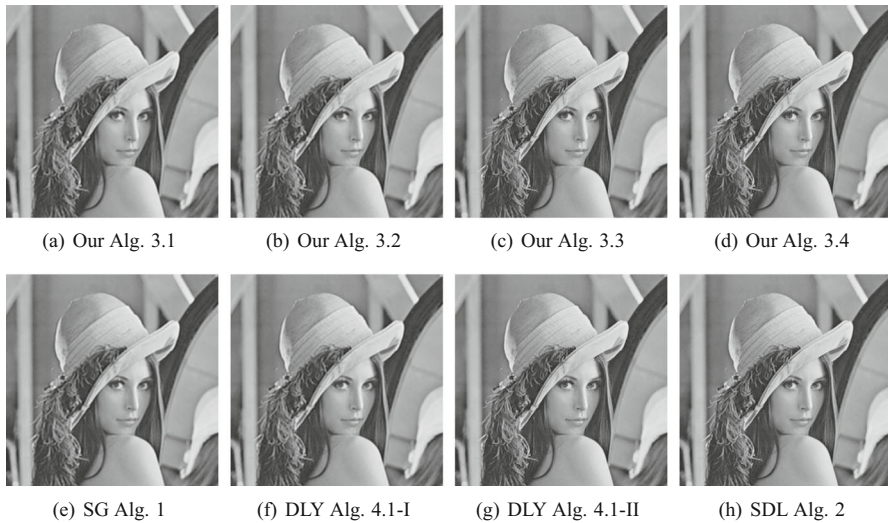 (a) Our Alg. 3.1
(b) Our Alg. 3.2
(c) Our Alg. 3.3
(d) Our Alg. 3.4
(e) SG Alg. 1
(f) DLY Alg. 4.1-I
(g) DLY Alg. 4.1-II
(h) SDL Alg. 2